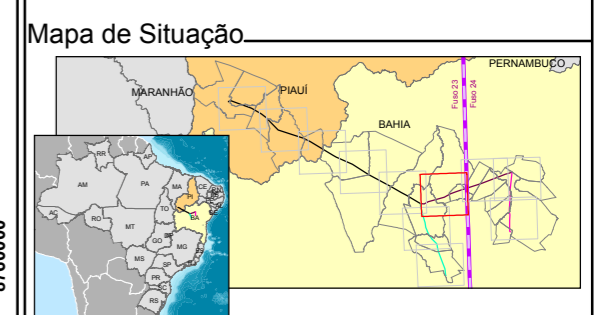 Mapa de Situação
PERNAMBUCO
MARANHÃO
PIAUÍ
BAHIA
Fuso 23
Fuso 24
RR
AP
AM
PA
MA
CE
PI
AC
RO
TO
BA
MT
GO
MG
MS
SP
PR
SC
RS